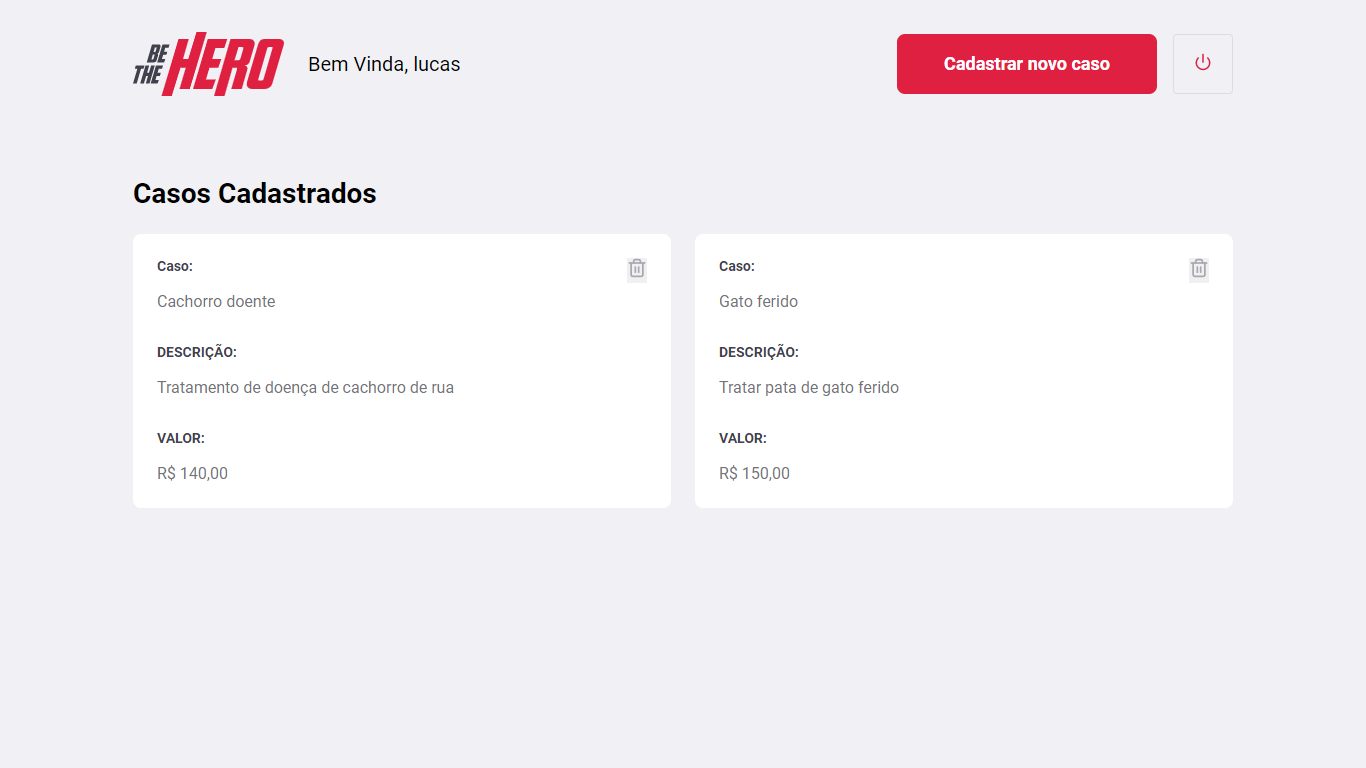 BE
THE HERO
Bem Vinda, lucas
Cadastrar novo caso
Casos Cadastrados
Caso:
Cachorro doente
DESCRIÇÃO:
Tratamento de doença de cachorro de rua
VALOR:
R$ 140,00
Caso:
Gato ferido
DESCRIÇÃO:
Tratar pata de gato ferido
VALOR:
R$ 150,00